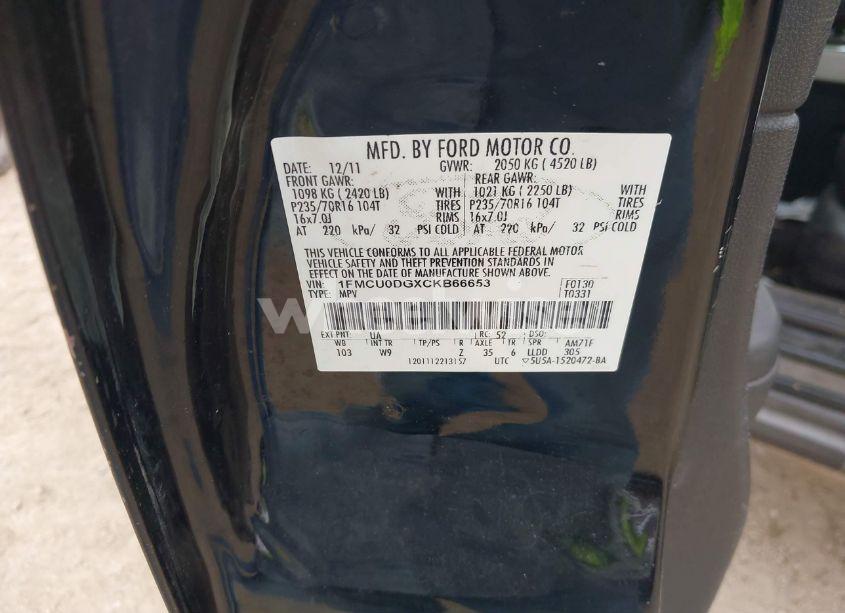 MFD. BY FORD MOTOR CO.
DATE: 12/11 GVWR: 2050 KG ( 4520 LB)
FRONT GAWR: REAR GAWR:
1098 KG ( 2420 LB) WITH 1021 KG ( 2250 LB) WITH
P235/70R16 104T TIRES P235/70R16 104T TIRES
16x7.0J RIMS 16x7.0J RIMS
AT 220 kPa/ 32 PSI COLD AT 220 kPa/ 32 PSI COLD
THIS VEHICLE CONFORMS TO ALL APPLICABLE FEDERAL MOTOR
VEHICLE SAFETY AND THEFT PREVENTION STANDARDS IN
EFFECT ON THE DATE OF MANUFACTURE SHOWN ABOVE.
VIN: 1FMCU0DGXCKB66653 F0130
TYPE: MPV T0331
EXT PNT: UA RC: 52 DSO:
WB INT TR TP/PS R AXLE TR SPR AM71F
103 W9 Z 35 6 LLDD 305
1201112213157 UTC 5U5A-1520472-BA